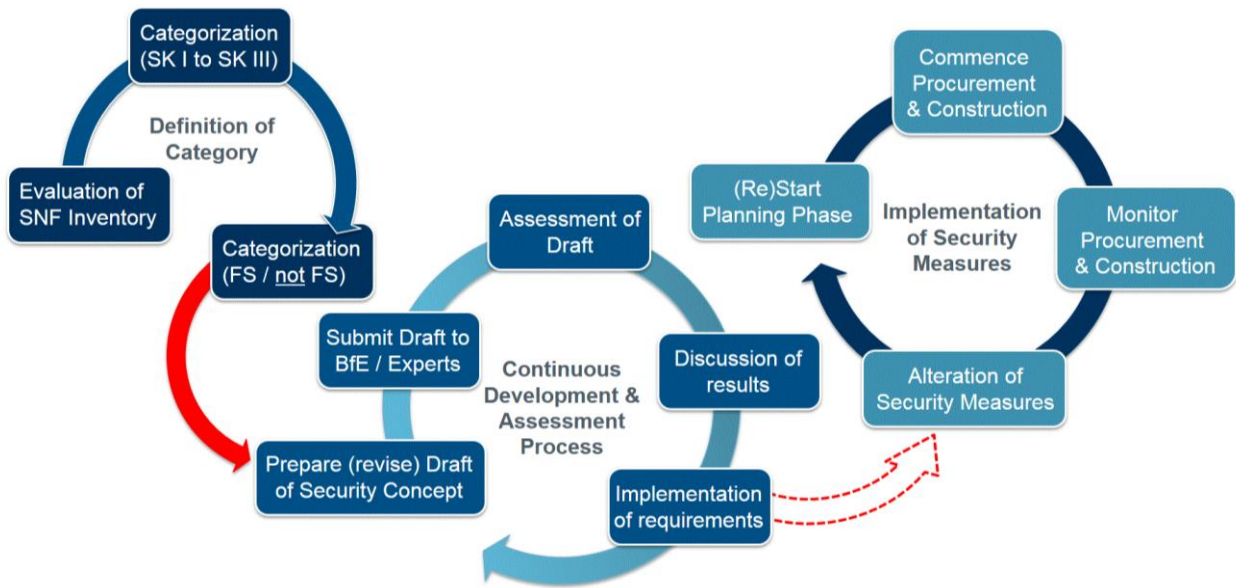 Categorization
(SK I to SK III)
Definition of
Category
Evaluation of
SNF Inventory
Categorization
(FS / not FS)
Assessment of
Draft
Submit Draft to
BfE / Experts
Continuous
Development &
Assessment
Process
Discussion of
results
Prepare (revise) Draft
of Security Concept
Implementation
of requirements
Commence
Procurement
& Construction
(Re)Start
Planning Phase
Implementation
of Security
Measures
Monitor
Procurement
& Construction
Alteration of
Security Measures